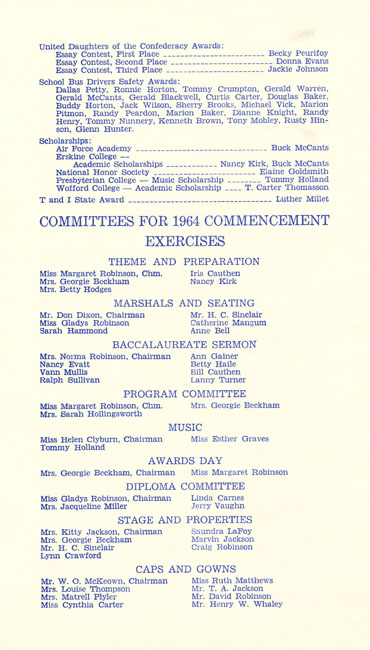 United Daughters of the Confederacy Awards:
Essay Contest, First Place ---------------------------- Becky Peurifoy
Essay Contest, Second Place ---------------------------- Donna Evans
Essay Contest, Third Place ---------------------------- Jackie Johnson
School Bus Drivers Safety Awards:
Dallas Petty, Ronnie Horton, Tommy Crumpton, Gerald Warren,
Gerald McCants, Gerald Blackwell, Curtis Carter, Douglas Baker,
Buddy Horton, Jack Wilson, Sherry Brooks, Michael Vick, Marion
Pitmon, Randy Peardon, Marion Baker, Dianne Knight, Randy
Henry, Tommy Nunnery, Kenneth Brown, Tony Mobley, Rusty Hin-
son, Glenn Hunter.
Scholarships:
Air Force Academy ------------------------------------ Buck McCants
Erskine College —
Academic Scholarships --------------- Nancy Kirk, Buck McCants
National Honor Society ---------------------------- Elaine Goldsmith
Presbyterian College — Music Scholarship --------- Tommy Holland
Wofford College — Academic Scholarship ---- T. Carter Thomasson
T and I State Award ------------------------------------ Luther Millet
COMMITTEES FOR 1964 COMMENCEMENT
EXERCISES
THEME AND PREPARATION
Miss Margaret Robinson, Chm. Iris Cauthen
Mrs. Georgie Beckham Nancy Kirk
Mrs. Betty Hodges
MARSHALS AND SEATING
Mr. Don Dixon, Chairman Mr. H. C. Sinclair
Miss Gladys Robinson Catherine Mangum
Sarah Hammond Anne Bell
BACCALAUREATE SERMON
Mrs. Norma Robinson, Chairman Ann Gainer
Nancy Evatt Betty Haile
Vann Mullis Bill Cauthen
Ralph Sullivan Lanny Turner
PROGRAM COMMITTEE
Miss Margaret Robinson, Chm. Mrs. Georgie Beckham
Mrs. Sarah Hollingsworth
MUSIC
Miss Helen Clyburn, Chairman Miss Esther Graves
Tommy Holland
AWARDS DAY
Mrs. Georgie Beckham, Chairman Miss Margaret Robinson
DIPLOMA COMMITTEE
Miss Gladys Robinson, Chairman Linda Carnes
Mrs. Jacqueline Miller Jerry Vaughn
STAGE AND PROPERTIES
Mrs. Kitty Jackson, Chairman Saundra LaFoy
Mrs. Georgie Beckham Marvin Jackson
Mr. H. C. Sinclair Craig Robinson
Lynn Crawford
CAPS AND GOWNS
Mr. W. O. McKeown, Chairman Miss Ruth Matthews
Mrs. Louise Thompson Mr. T. A. Jackson
Mrs. Matrell Plyler Mr. David Robinson
Miss Cynthia Carter Mr. Henry W. Whaley